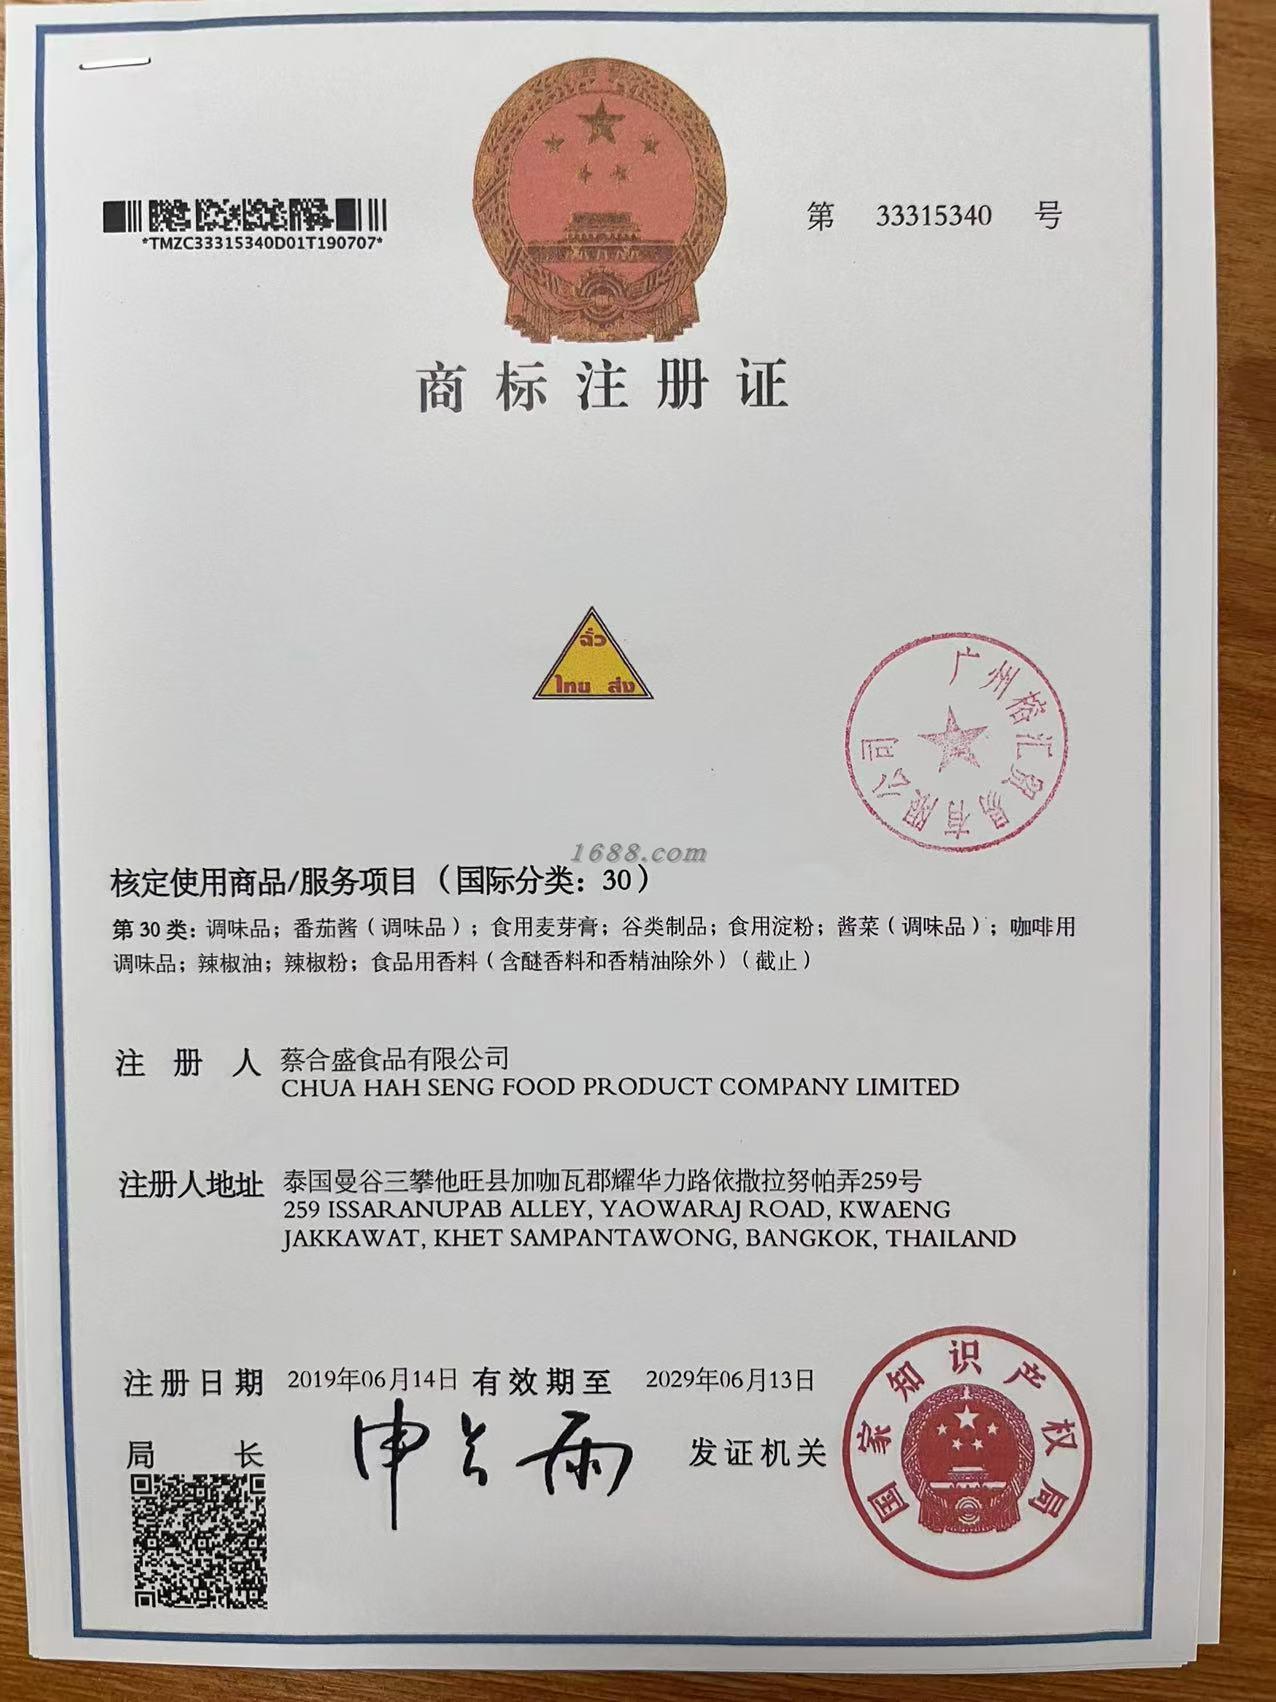 *TMZC33315340D01T190707*
第 33315340 号
商标注册证
ฉั่ว
ไทย ส่ง
广州裕汇贸易有限公司
1688.com
核定使用商品/服务项目（国际分类：30）
第30类：调味品；番茄酱（调味品）；食用麦芽膏；谷类制品；食用淀粉；酱菜（调味品）；咖啡用
调味品；辣椒油；辣椒粉；食品用香料（含醚香料和香精油除外）（截止）
注册人 蔡合盛食品有限公司
CHUA HAH SENG FOOD PRODUCT COMPANY LIMITED
注册人地址 泰国曼谷三攀他旺县加咖瓦郡耀华力路依撒拉努帕弄259号
259 ISSARANUPAB ALLEY, YAOWARAJ ROAD, KWAENG
JAKKAWAT, KHET SAMPANTAWONG, BANGKOK, THAILAND
注册日期 2019年06月14日 有效期至 2029年06月13日
局长 申长雨 发证机关
国家知识产权局